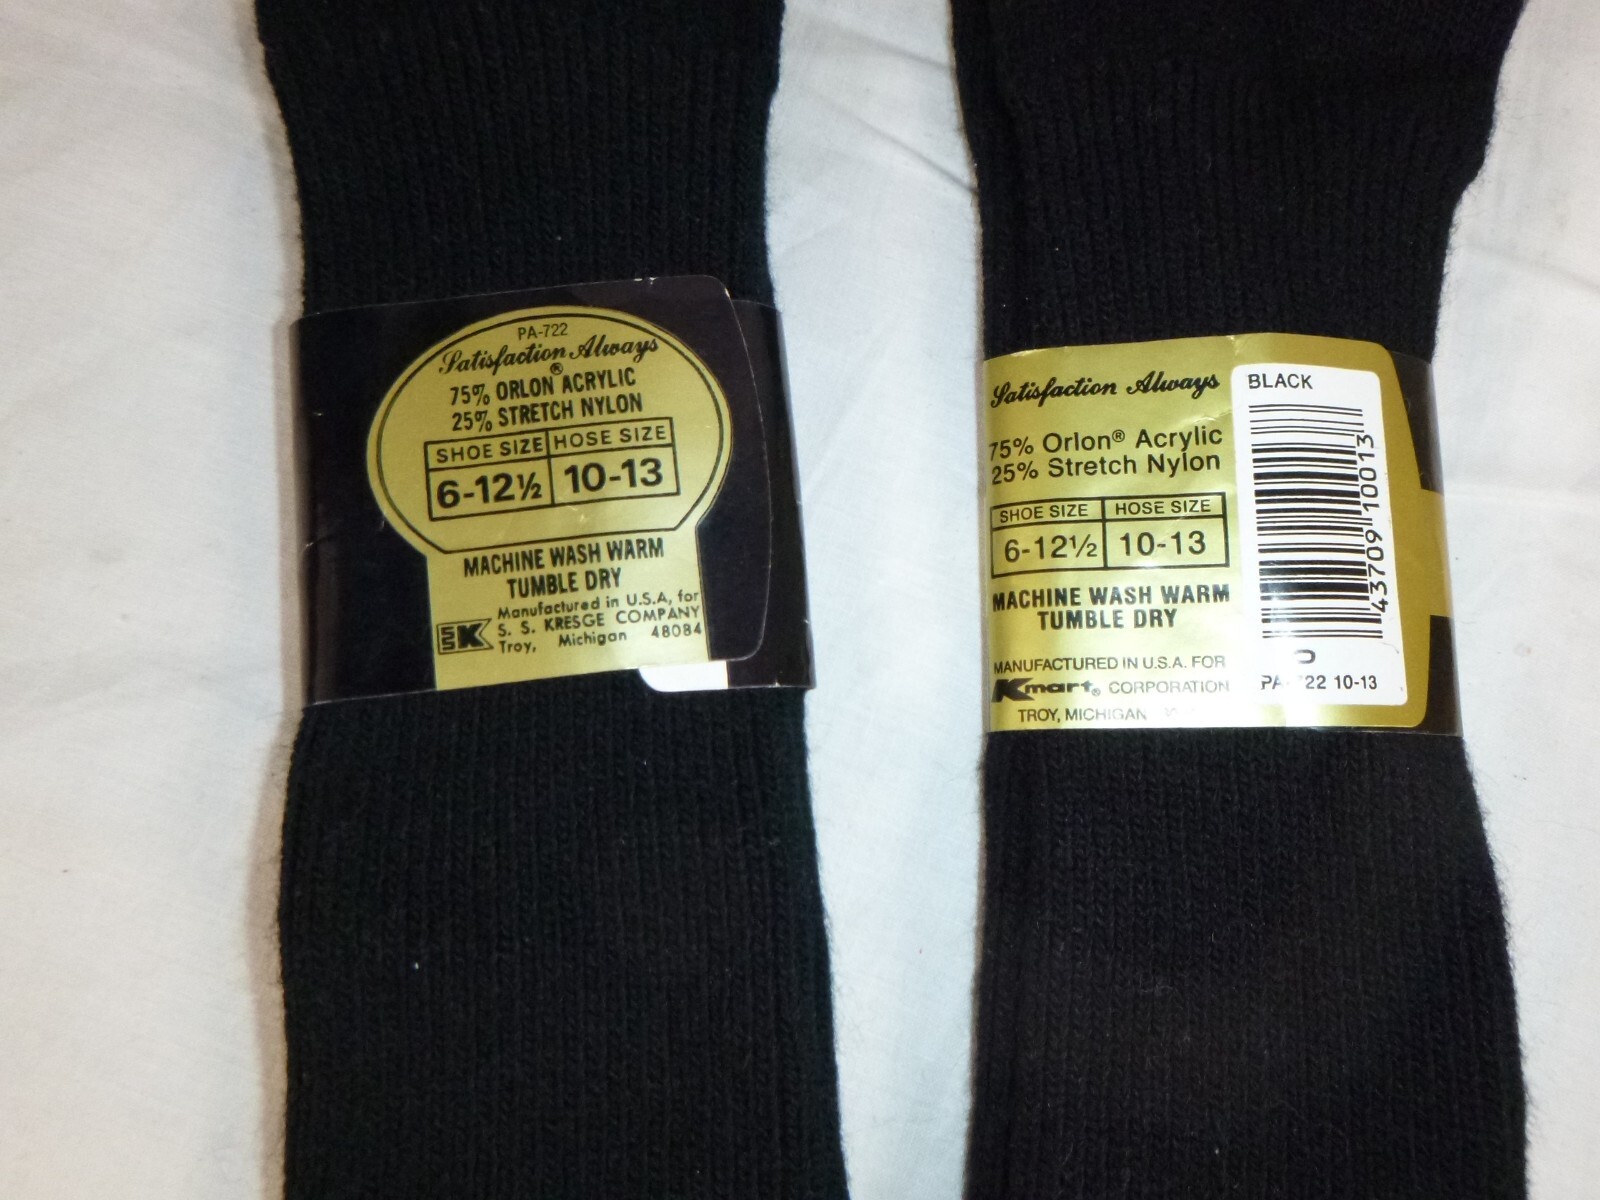 PA-722
Satisfaction Always
®
75% ORLON ACRYLIC
25% STRETCH NYLON
SHOE SIZE HOSE SIZE
6-12½ 10-13
MACHINE WASH WARM
TUMBLE DRY
Manufactured in U.S.A, for
SSK S. S. KRESGE COMPANY
Troy, Michigan 48084
Satisfaction Always
75% Orlon® Acrylic
25% Stretch Nylon
SHOE SIZE HOSE SIZE
6-12½ 10-13
MACHINE WASH WARM
TUMBLE DRY
MANUFACTURED IN U.S.A. FOR
Kmart® CORPORATION
TROY, MICHIGAN
BLACK
43709 10013
10-13